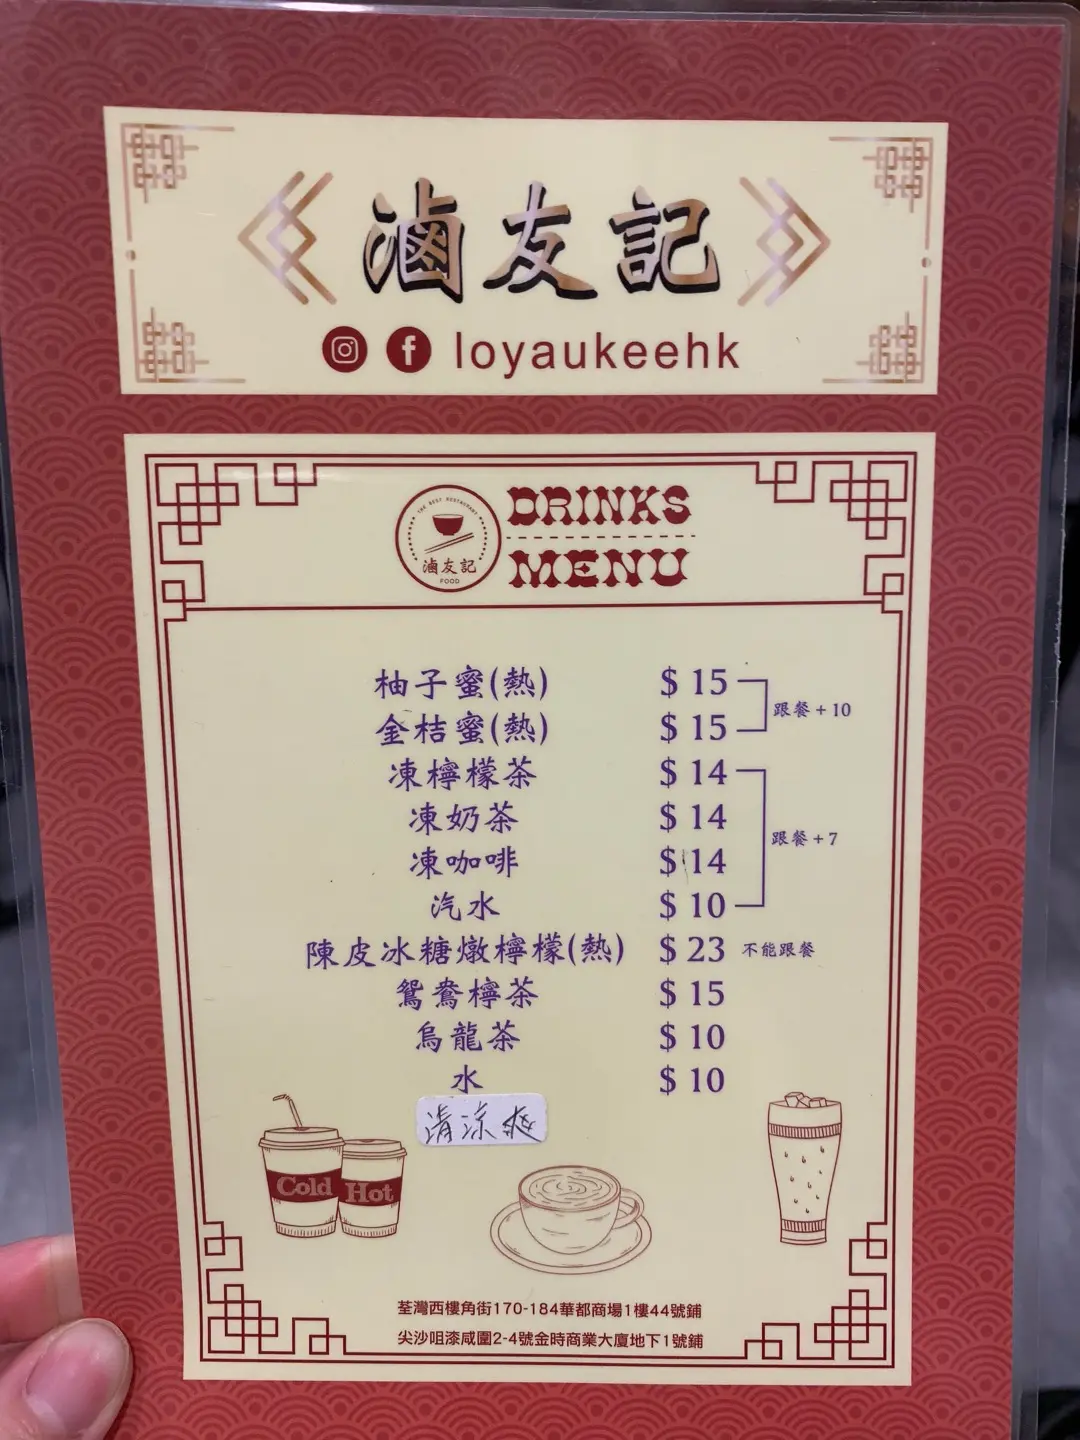 滷友記
loyaukeehk
THE BEST RESTAURANT
滷友記
FOOD
DRINKS
MENU
柚子蜜(熱) $ 15
金桔蜜(熱) $ 15
跟餐 + 10
凍檸檬茶 $ 14
凍奶茶 $ 14
凍咖啡 $ 14
汽水 $ 10
跟餐 + 7
陳皮冰糖燉檸檬(熱) $ 23 不能跟餐
鴛鴦檸茶 $ 15
烏龍茶 $ 10
水 $ 10
清涼爽
Cold
Hot
荃灣西樓角街170-184華都商場1樓44號鋪
尖沙咀漆咸圍2-4號金時商業大廈地下1號鋪